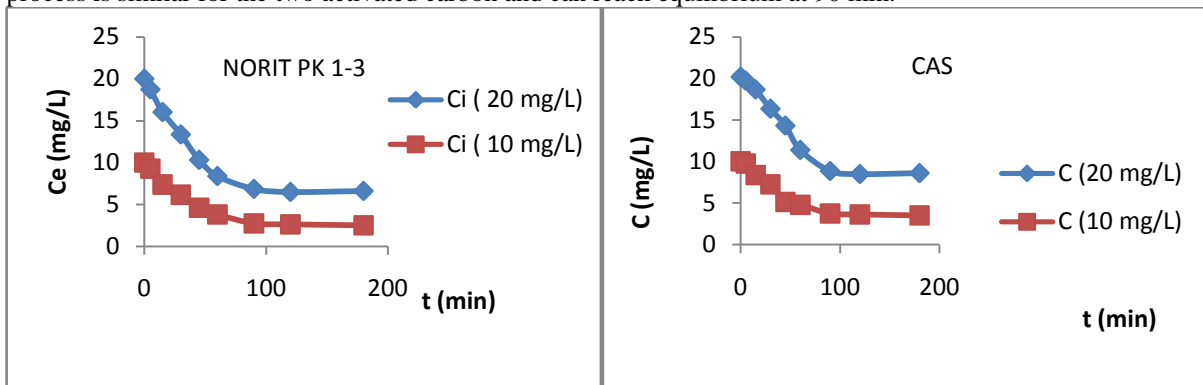 process is similar for the two activated carbon and can reach equilibrium at 90 min.
NORIT PK 1-3
Ce (mg/L)
25
20
15
10
5
0
0 100 200
t (min)
Ci ( 20 mg/L)
Ci ( 10 mg/L)
CAS
C (mg/L)
25
20
15
10
5
0
0 100 200
t (min)
C (20 mg/L)
C (10 mg/L)